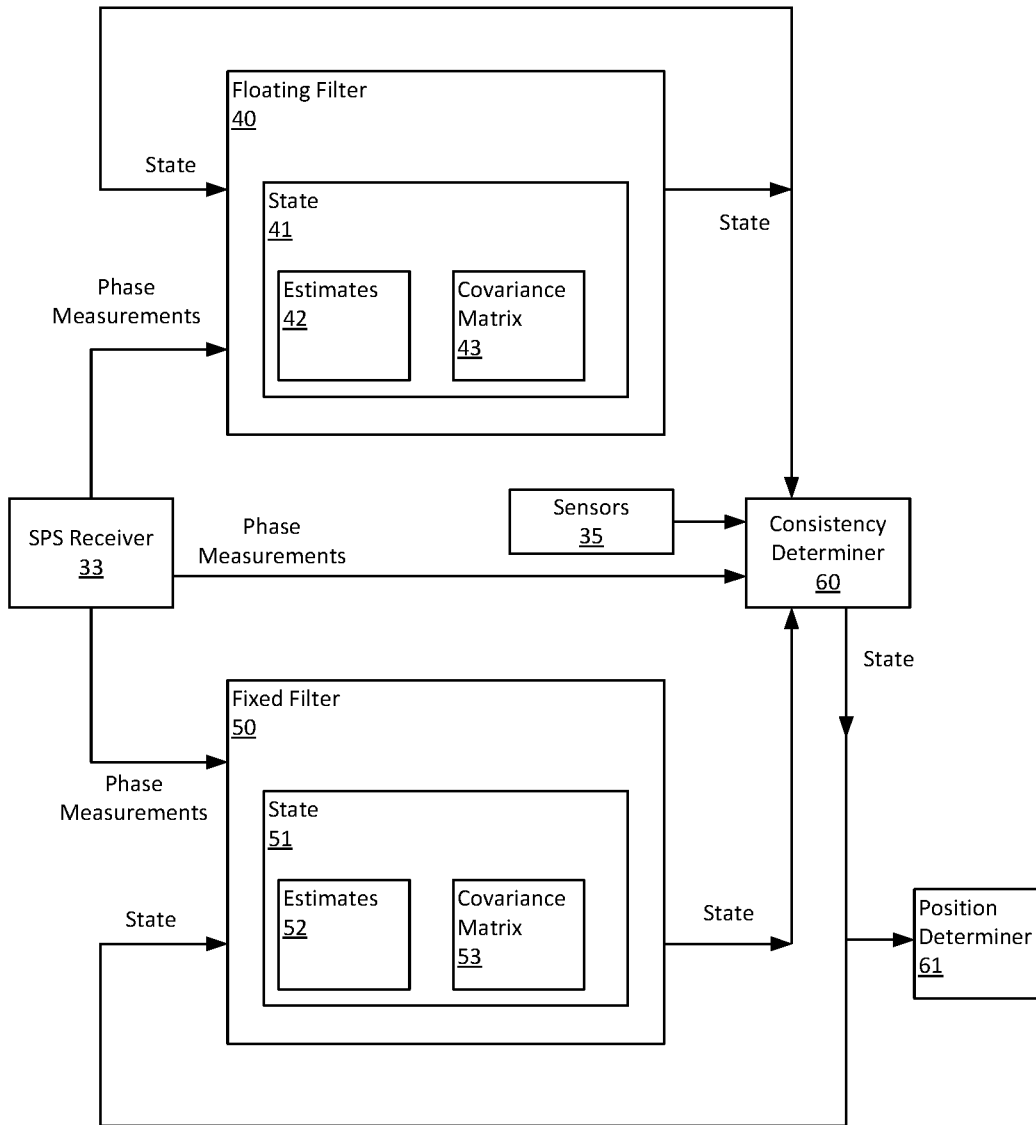 Floating Filter
40
State
State
41
State
Estimates
42
Covariance
Matrix
43
Phase
Measurements
SPS Receiver
33
Phase
Measurements
Sensors
35
Consistency
Determiner
60
State
Fixed Filter
50
Phase
Measurements
State
51
Estimates
52
Covariance
Matrix
53
State
State
Position
Determiner
61